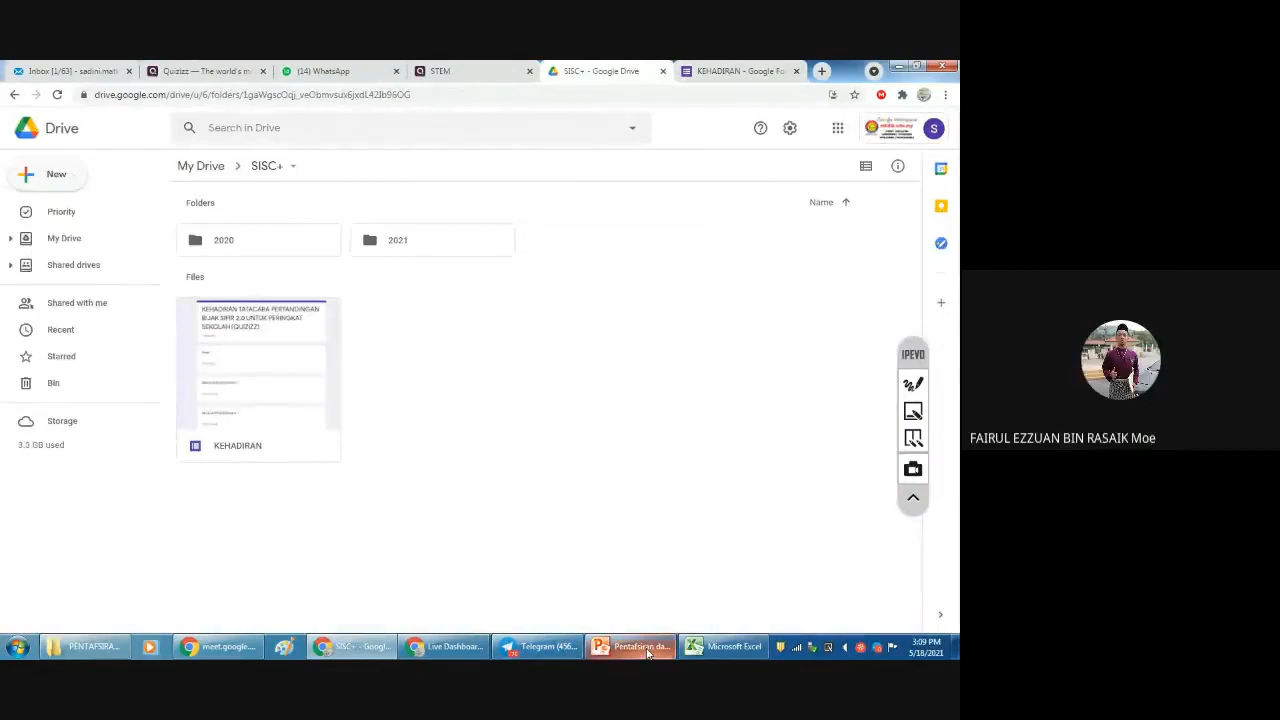 Inbox [1/63] - sadini.mati
Quizizz — The world's m
(14) WhatsApp
STEM
SISC+ - Google Drive
KEHADIRAN - Google Fo
Drive
Search in Drive
New
My Drive
SISC+
Priority
My Drive
Shared drives
Shared with me
Recent
Starred
Bin
Storage
3.3 GB used
Folders
Name
2020
2021
Files
KEHADIRAN TATACARA PERTANDINGAN
BIJAK SIFIR 2.0 UNTUK PERINGKAT
SEKOLAH (QUIZIZZ)
KEHADIRAN
S
IPEVO
FAIRUL EZZUAN BIN RASAIK Moe
PENTAFSIRA...
meet.google....
SISC+ - Googl...
Live Dashboar...
Telegram (456...
Pentafsiran da...
Microsoft Excel
3:09 PM
5/18/2021